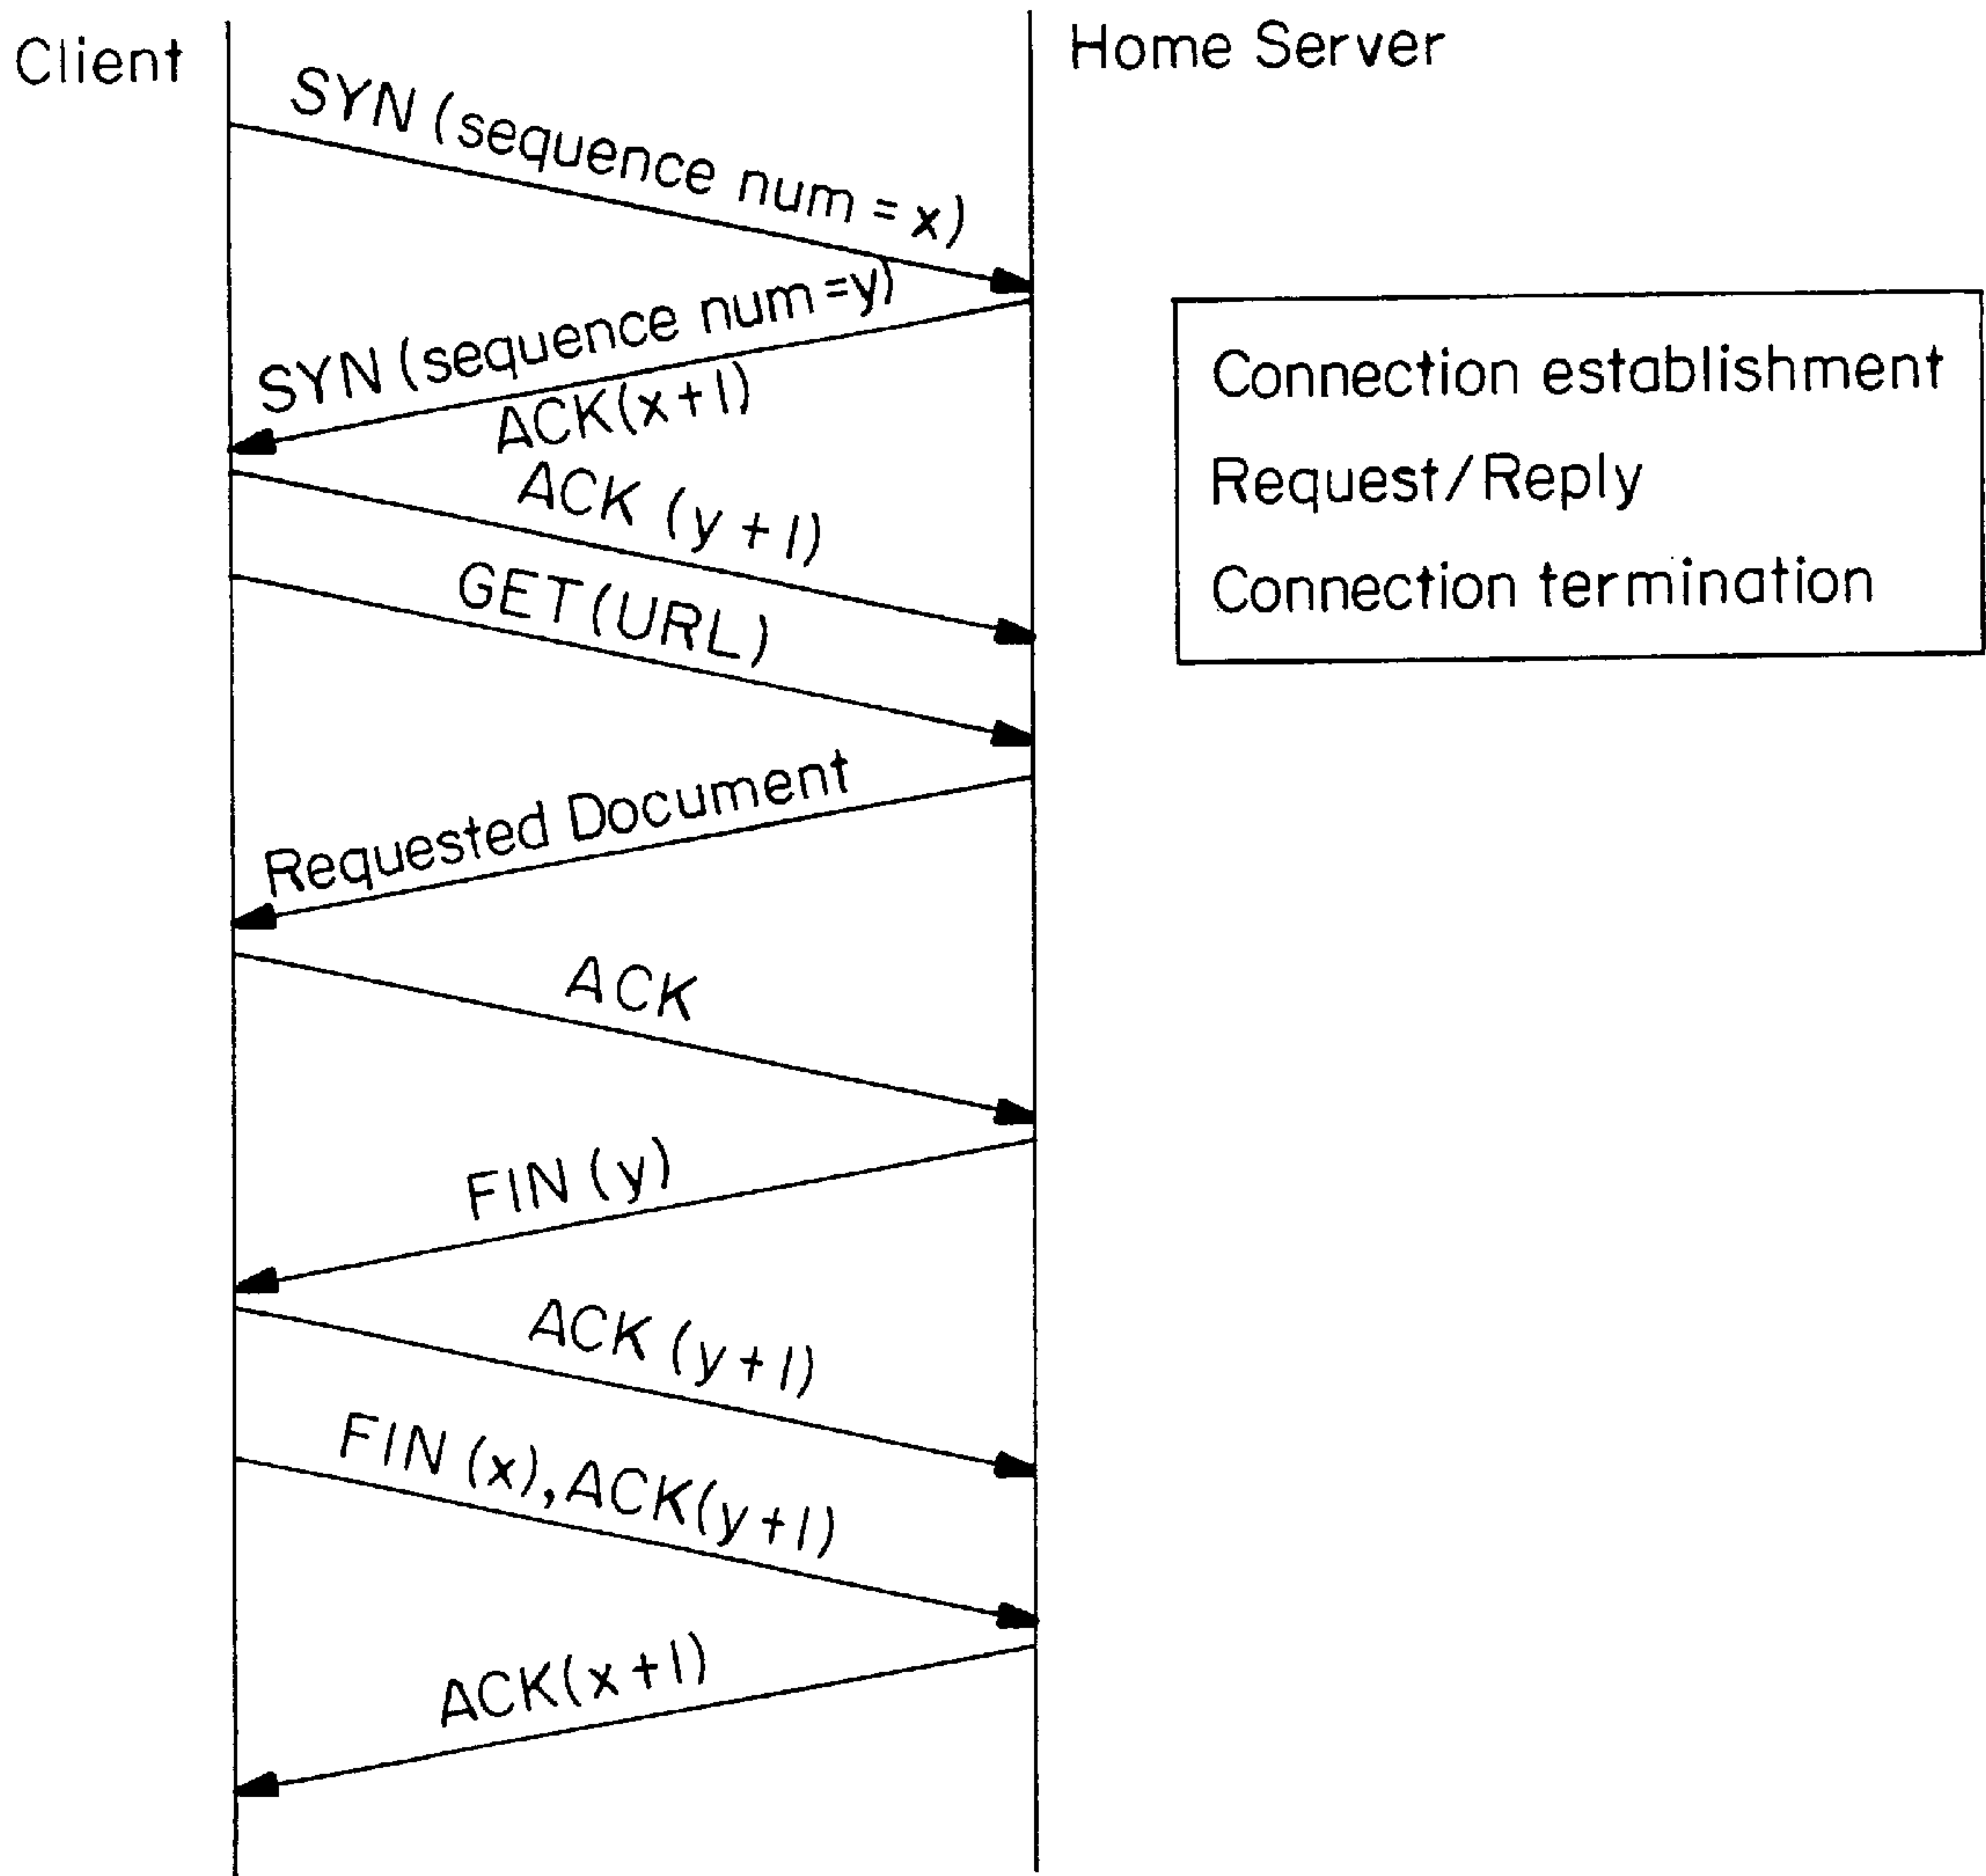 Client
Home Server
SYN (sequence num = x)
SYN (sequence num=y)
ACK(x+1)
ACK (y+1)
GET(URL)
Requested Document
ACK
FIN (y)
ACK (y+1)
FIN (x), ACK(y+1)
ACK(x+1)
Connection establishment
Request/Reply
Connection termination